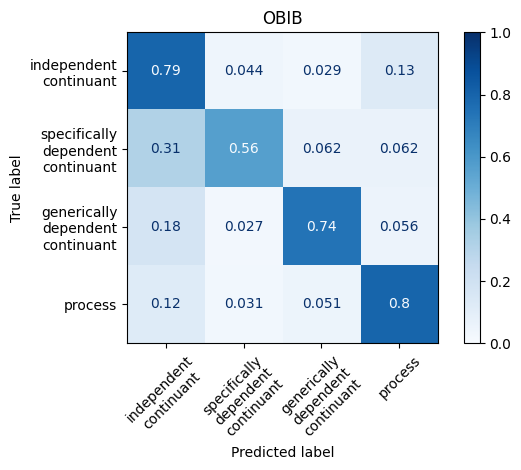 OBIB
True label
independent
continuant
0.79 0.044 0.029 0.13
specifically
dependent
continuant
0.31 0.56 0.062 0.062
generically
dependent
continuant
0.18 0.027 0.74 0.056
process
0.12 0.031 0.051 0.8
independent
continuant
specifically
dependent
continuant
generically
dependent
continuant
process
Predicted label
1.0
0.8
0.6
0.4
0.2
0.0